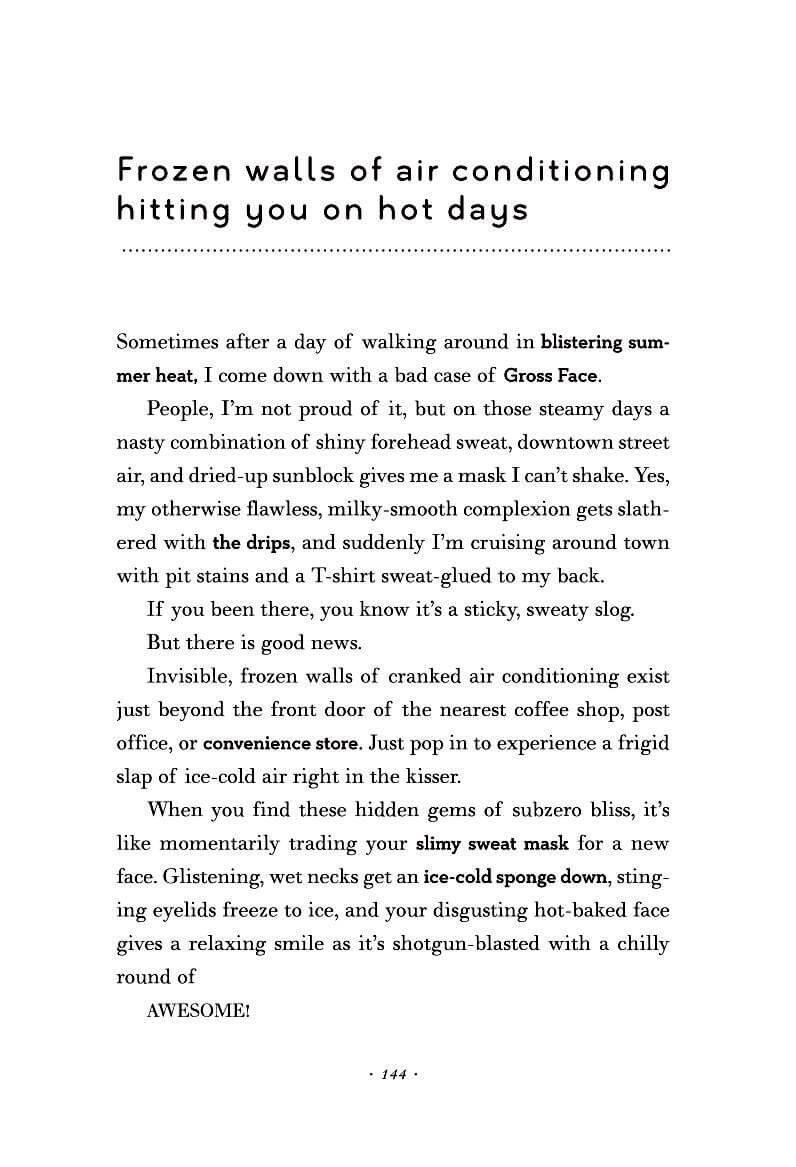 Frozen walls of air conditioning
hitting you on hot days
Sometimes after a day of walking around in blistering sum-
mer heat, I come down with a bad case of Gross Face.
People, I'm not proud of it, but on those steamy days a
nasty combination of shiny forehead sweat, downtown street
air, and dried-up sunblock gives me a mask I can't shake. Yes,
my otherwise flawless, milky-smooth complexion gets slath-
ered with the drips, and suddenly I'm cruising around town
with pit stains and a T-shirt sweat-glued to my back.
If you been there, you know it's a sticky, sweaty slog.
But there is good news.
Invisible, frozen walls of cranked air conditioning exist
just beyond the front door of the nearest coffee shop, post
office, or convenience store. Just pop in to experience a frigid
slap of ice-cold air right in the kisser.
When you find these hidden gems of subzero bliss, it's
like momentarily trading your slimy sweat mask for a new
face. Glistening, wet necks get an ice-cold sponge down, sting-
ing eyelids freeze to ice, and your disgusting hot-baked face
gives a relaxing smile as it's shotgun-blasted with a chilly
round of
AWESOME!
· 144 ·